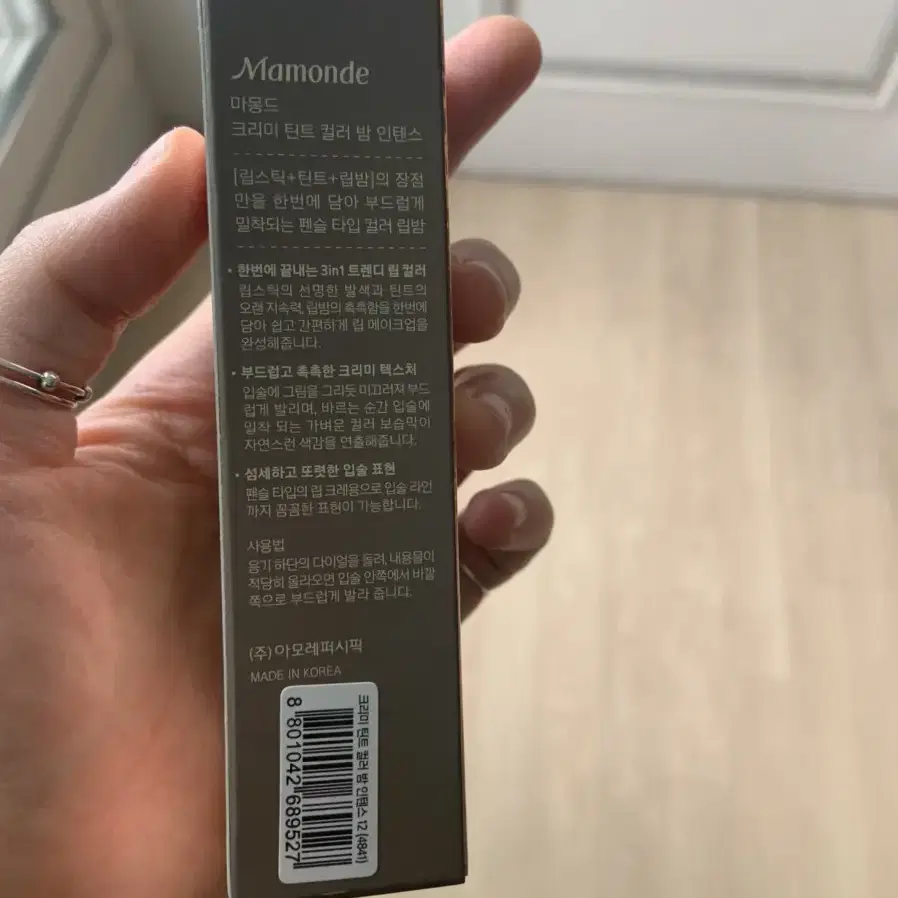 Mamonde
마몽드
크리미 틴트 컬러 밤 인텐스
[립스틱+틴트+립밤]의 장점
만을 한번에 담아 부드럽게
밀착되는 펜슬 타입 컬러 립밤
• 한번에 끝내는 3in1 트렌디 립 컬러
립스틱의 선명한 발색과 틴트의
오랜 지속력, 립밤의 촉촉함을 한번에
담아 쉽고 간편하게 립 메이크업을
완성해줍니다.
• 부드럽고 촉촉한 크리미 텍스처
입술에 그림을 그리듯 미끄러져 부드
럽게 발리며, 바르는 순간 입술에
밀착 되는 가벼운 컬러 보습막이
자연스런 색감을 연출해줍니다.
• 섬세하고 또렷한 입술 표현
펜슬 타입의 립 크레용으로 입술 라인
까지 꼼꼼한 표현이 가능합니다.
사용법
용기 하단의 다이얼을 돌려, 내용물이
적당히 올라오면 입술 안쪽에서 바깥
쪽으로 부드럽게 발라 줍니다.
(주)아모레퍼시픽
MADE IN KOREA
크리미 틴트 컬러 밤 인텐스 12 (4841)
8 801042 689527